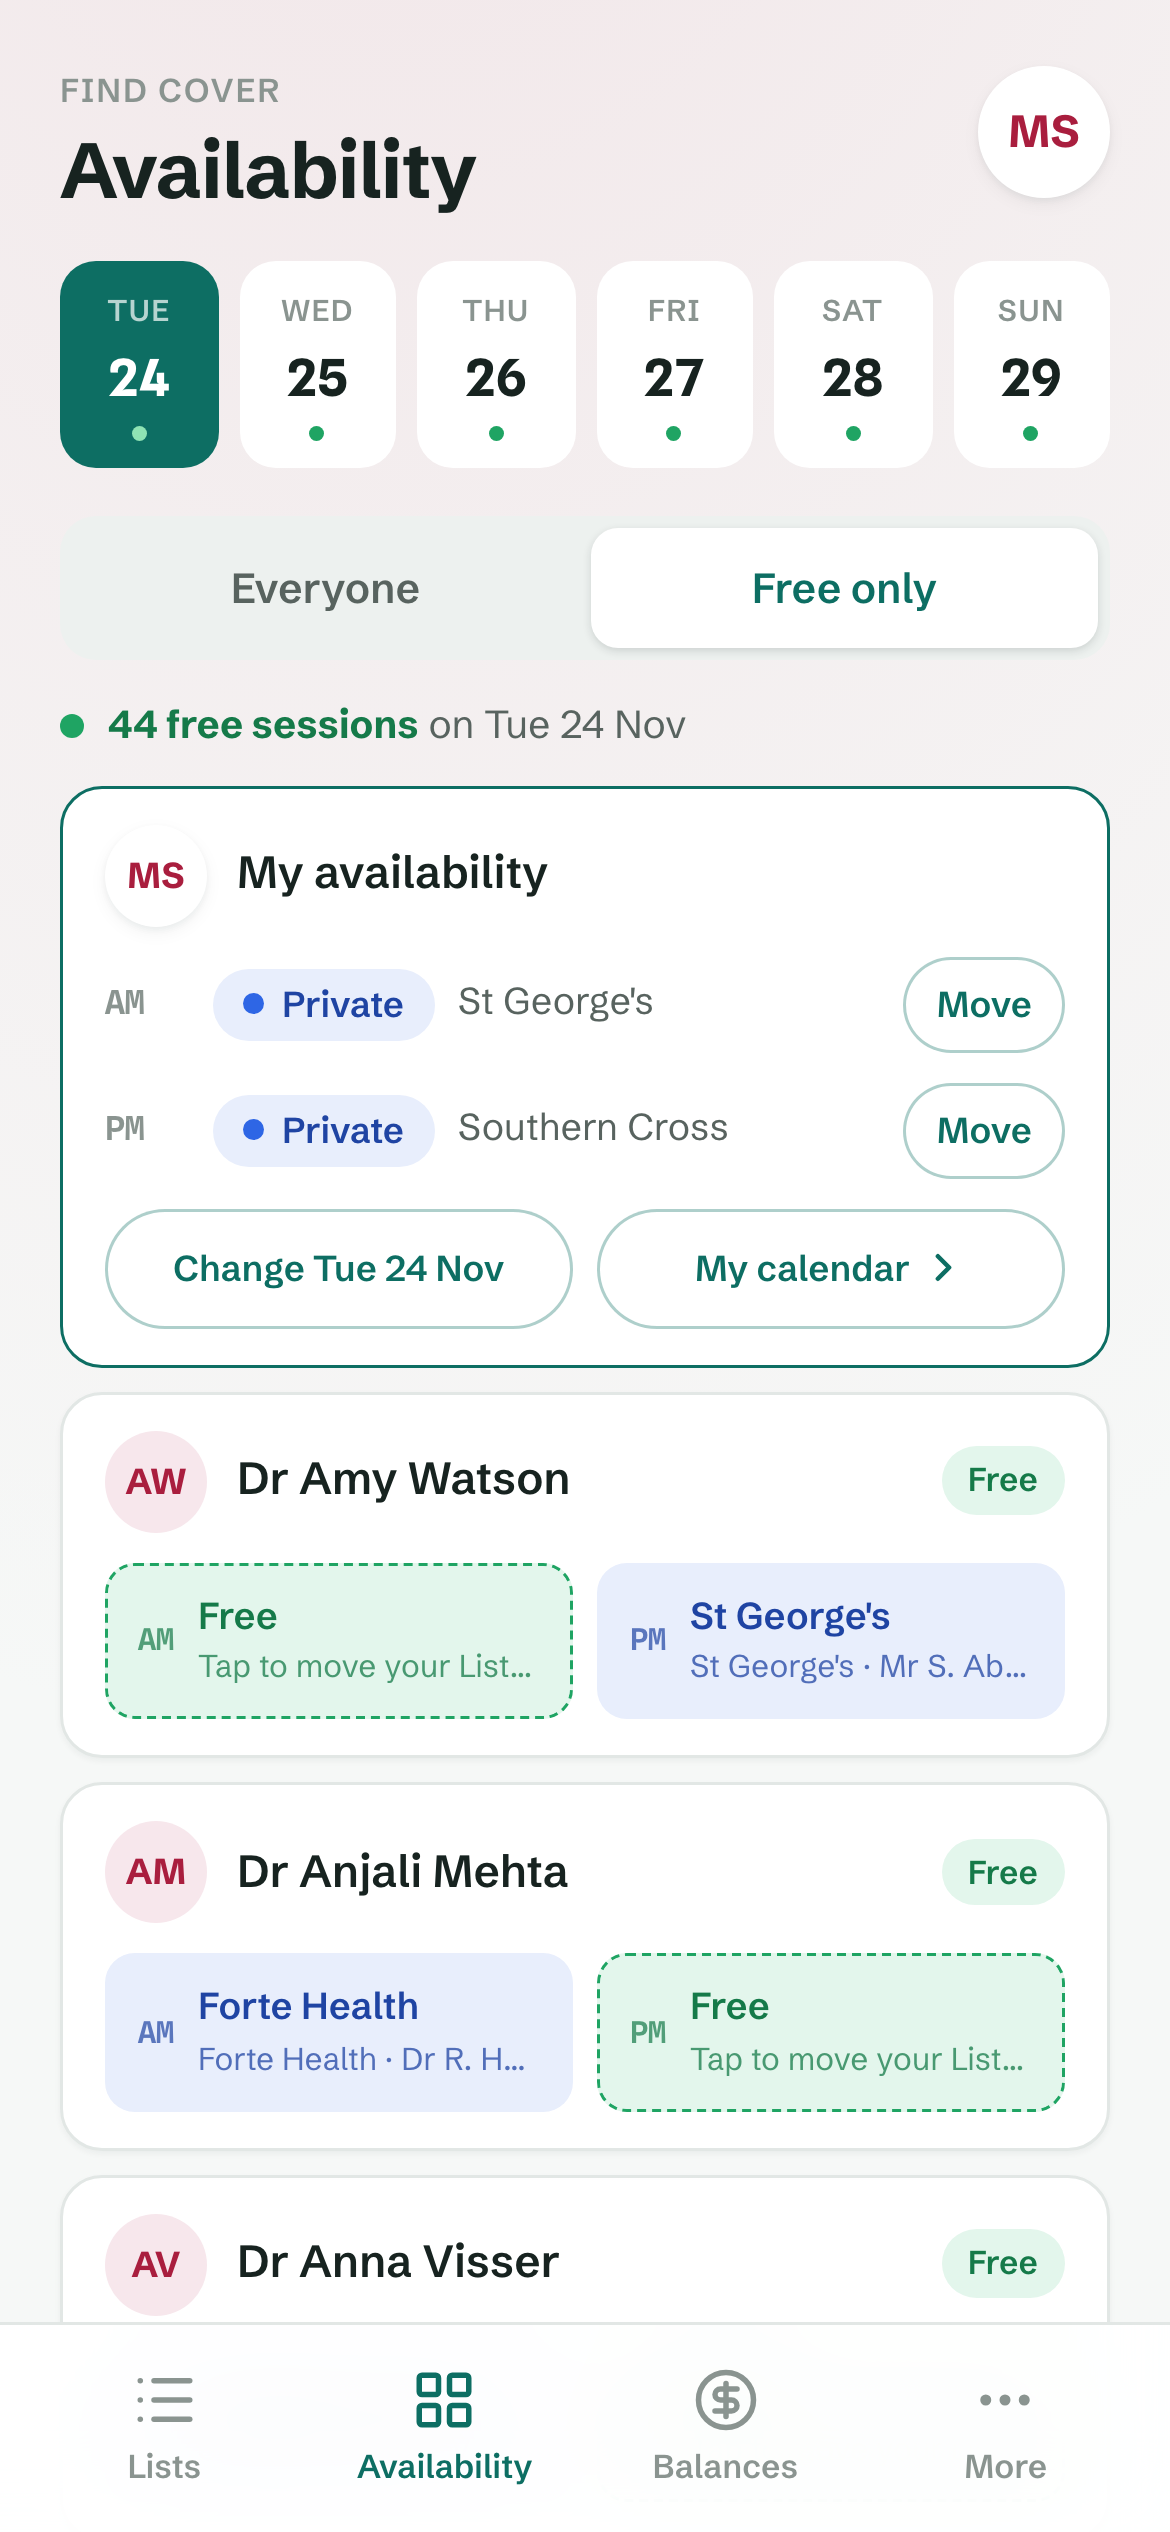 FIND COVER
Availability
MS
TUE WED THU FRI SAT SUN
24 25 26 27 28 29
Everyone Free only
44 free sessions on Tue 24 Nov
MS My availability
AM Private St George's Move
PM Private Southern Cross Move
Change Tue 24 Nov My calendar
AW Dr Amy Watson Free
AM Free
Tap to move your List...
PM St George's
St George's · Mr S. Ab...
AM Dr Anjali Mehta Free
AM Forte Health
Forte Health · Dr R. H...
PM Free
Tap to move your List...
AV Dr Anna Visser Free
Lists Availability Balances More